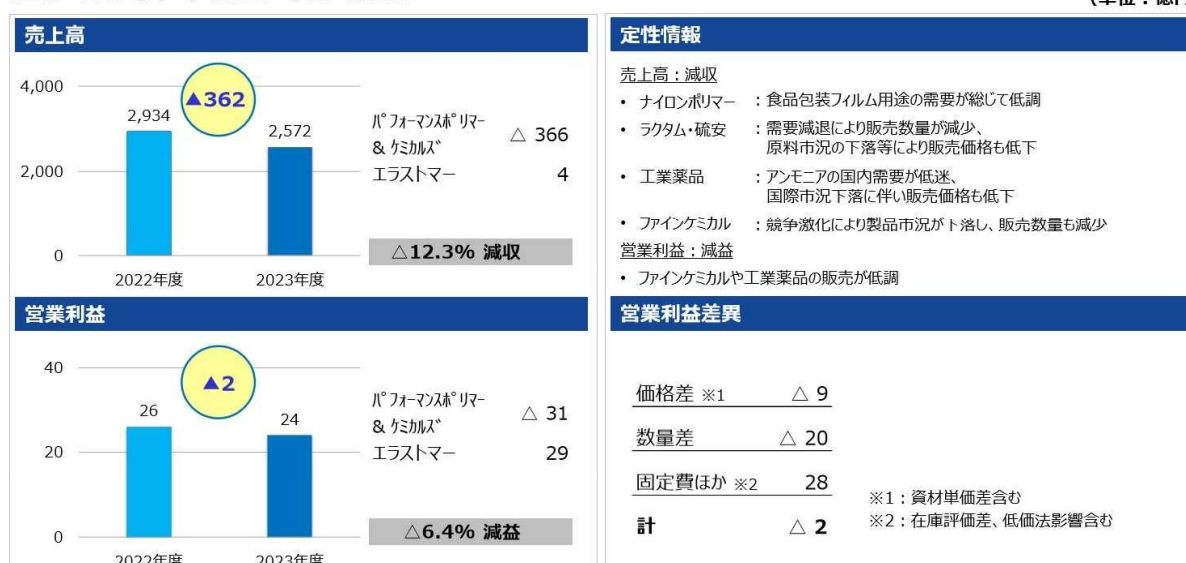 売上高
4,000
2,000
0
2,934
▲362
2,572
2022年度
2023年度
ﾊﾟﾌｫｰﾏﾝｽﾎﾟﾘﾏｰ
& ｹﾐｶﾙｽﾞ
△ 366
エラストマー 4
△12.3% 減収
定性情報
売上高：減収
• ナイロンポリマー ：食品包装フィルム用途の需要が総じて低調
• ラクタム・硫安 ：需要減退により販売数量が減少、
原料市況の下落等により販売価格も低下
• 工業薬品 ：アンモニアの国内需要が低迷、
国際市況下落に伴い販売価格も低下
• ファインケミカル ：競争激化により製品市況が下落し、販売数量も減少
営業利益：減益
• ファインケミカルや工業薬品の販売が低調
営業利益
40
20
0
26
▲2
24
2022年度
2023年度
ﾊﾟﾌｫｰﾏﾝｽﾎﾟﾘﾏｰ
& ｹﾐｶﾙｽﾞ
△ 31
エラストマー 29
△6.4% 減益
営業利益差異
価格差 ※1 △ 9
数量差 △ 20
固定費ほか ※2 28
計 △ 2
※1：資材単価差含む
※2：在庫評価差、低価法影響含む